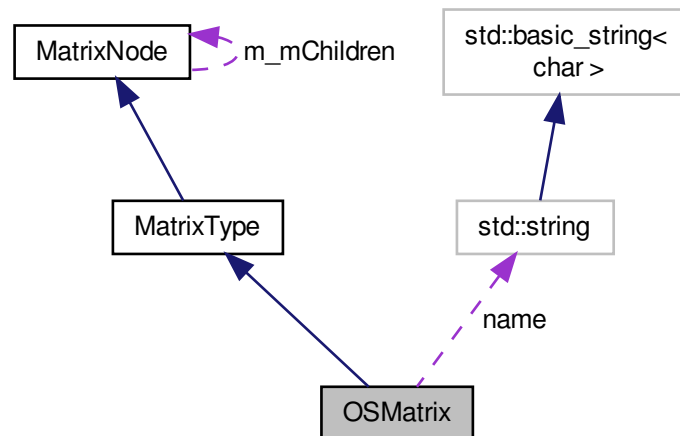 MatrixNode
m_mChildren
std::basic_string<
char >
MatrixType
std::string
name
OSMatrix